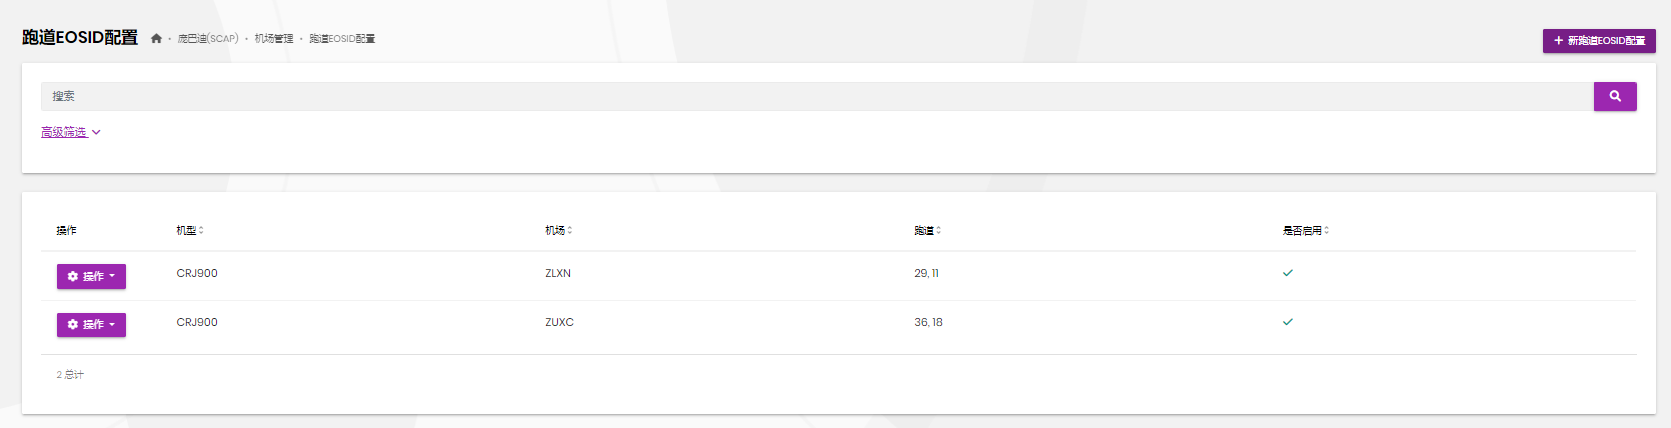 跑道EOSID配置 • 庞巴迪(SCAP) • 机场管理 • 跑道EOSID配置
+ 新跑道EOSID配置
搜索
高级筛选
操作 机型 机场 跑道 是否启用
操作 CRJ900 ZLXN 29, 11
操作 CRJ900 ZUXC 36, 18
2 总计